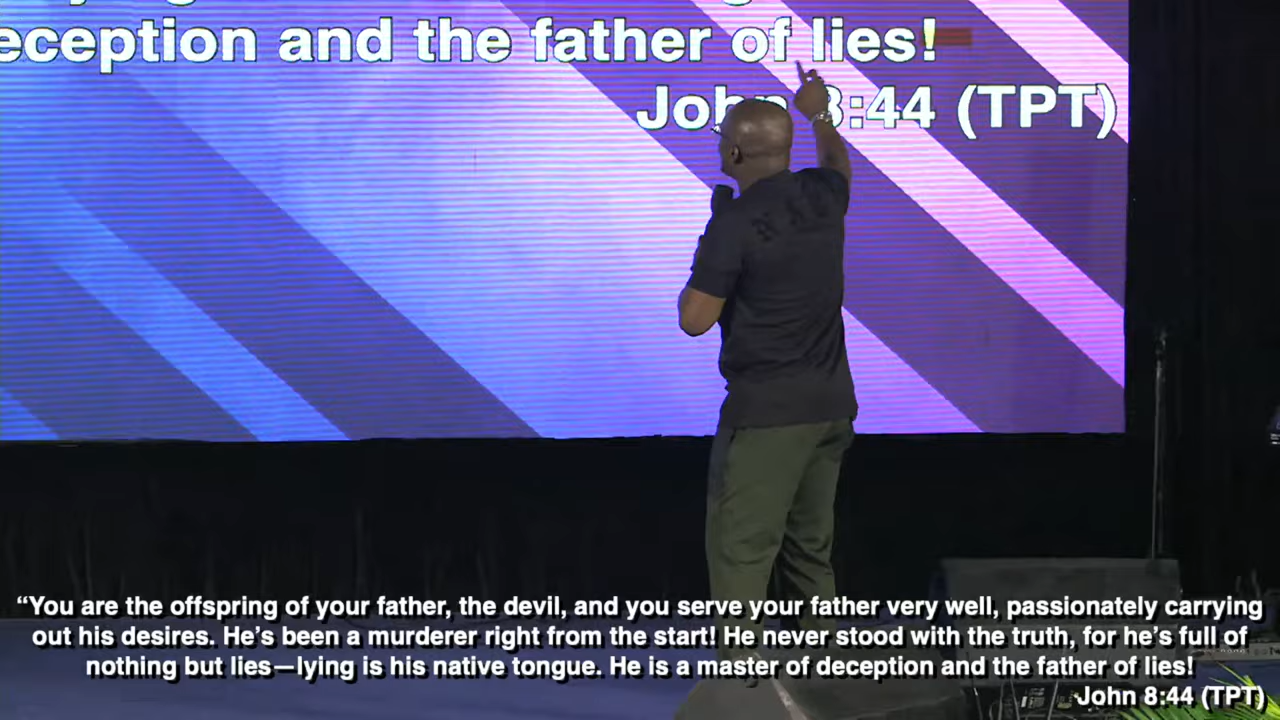 eception and the father of lies!
John 8:44 (TPT)
“You are the offspring of your father, the devil, and you serve your father very well, passionately carrying
out his desires. He’s been a murderer right from the start! He never stood with the truth, for he’s full of
nothing but lies—lying is his native tongue. He is a master of deception and the father of lies!
John 8:44 (TPT)